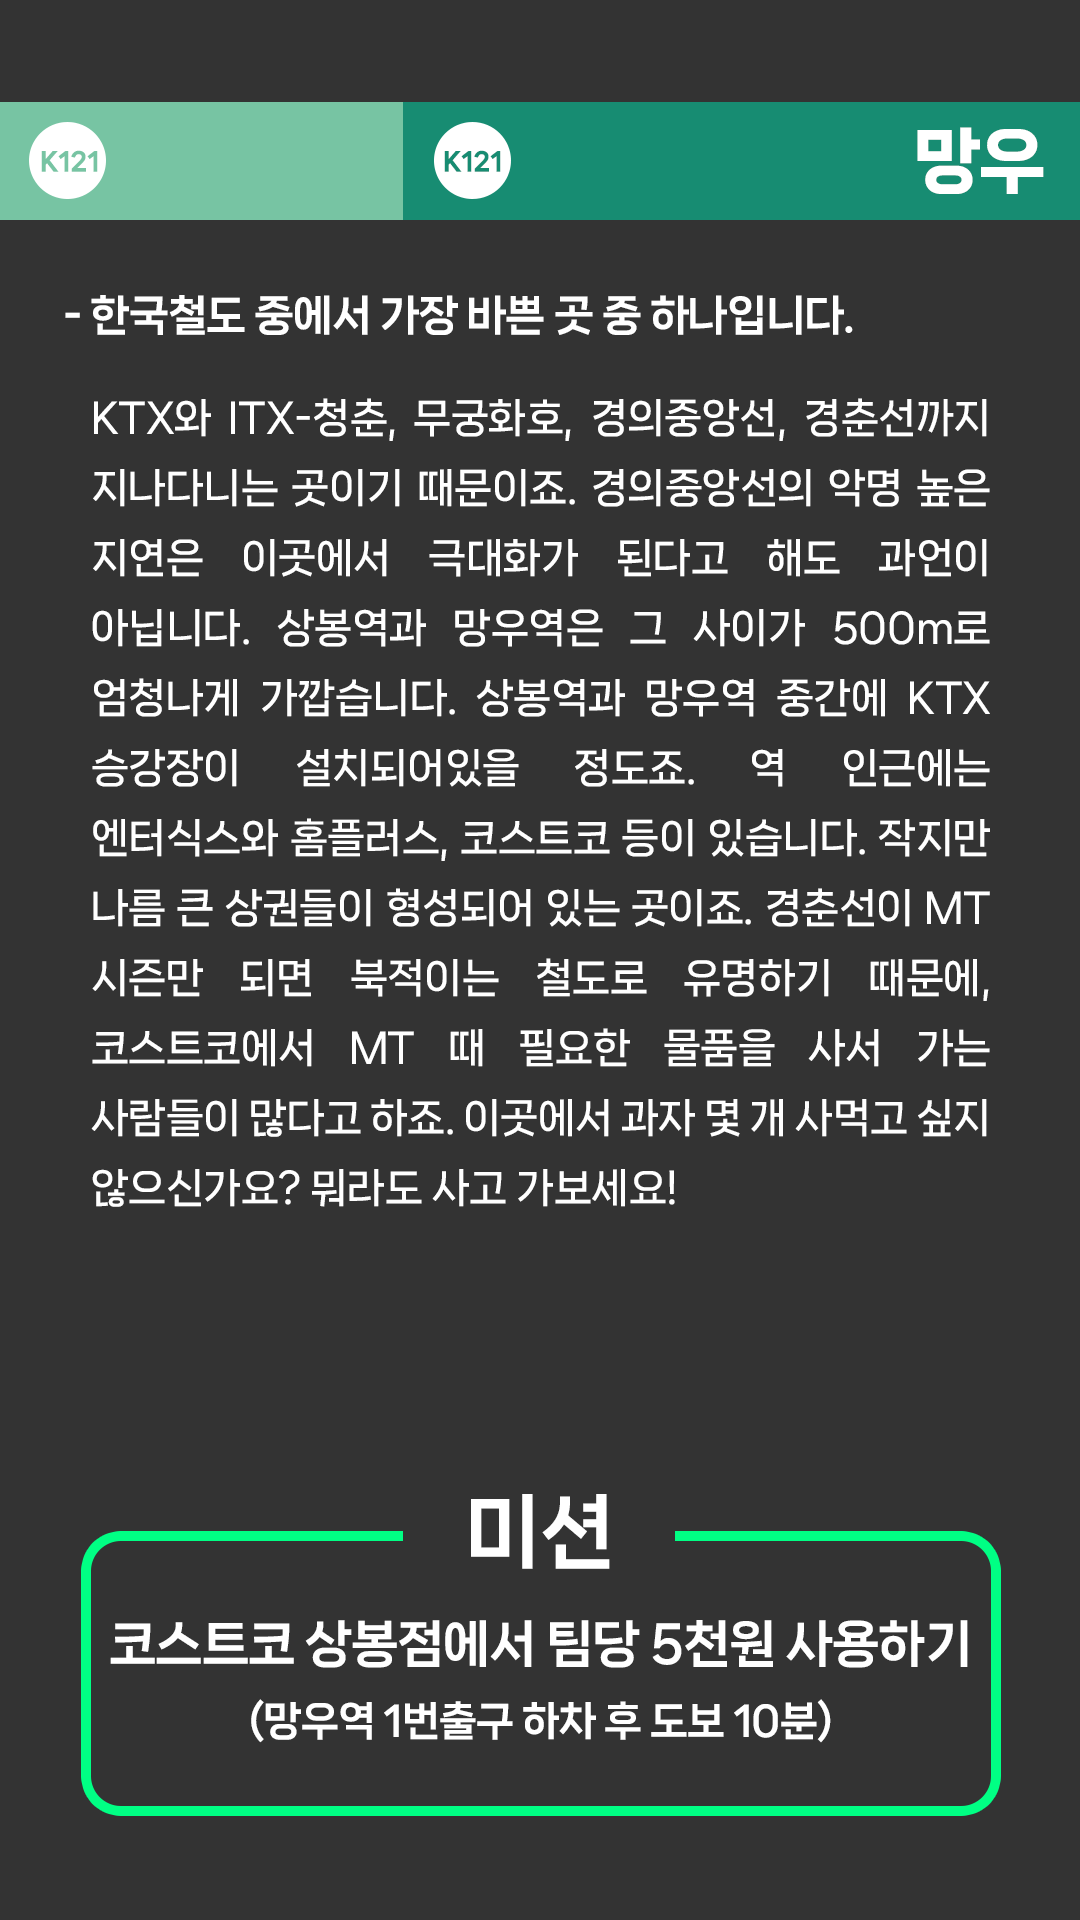 K121
K121
망우
- 한국철도 중에서 가장 바쁜 곳 중 하나입니다.
KTX와 ITX-청춘, 무궁화호, 경의중앙선, 경춘선까지
지나다니는 곳이기 때문이죠. 경의중앙선의 악명 높은
지연은 이곳에서 극대화가 된다고 해도 과언이
아닙니다. 상봉역과 망우역은 그 사이가 500m로
엄청나게 가깝습니다. 상봉역과 망우역 중간에 KTX
승강장이 설치되어있을 정도죠. 역 인근에는
엔터식스와 홈플러스, 코스트코 등이 있습니다. 작지만
나름 큰 상권들이 형성되어 있는 곳이죠. 경춘선이 MT
시즌만 되면 북적이는 철도로 유명하기 때문에,
코스트코에서 MT 때 필요한 물품을 사서 가는
사람들이 많다고 하죠. 이곳에서 과자 몇 개 사먹고 싶지
않으신가요? 뭐라도 사고 가보세요!
미션
코스트코 상봉점에서 팀당 5천원 사용하기
(망우역 1번출구 하차 후 도보 10분)